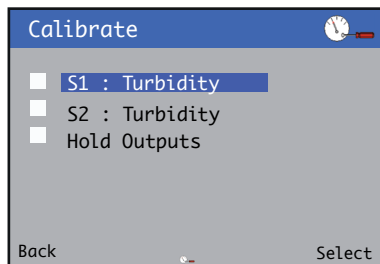 Calibrate
S1 : Turbidity
S2 : Turbidity
Hold Outputs
Back Select